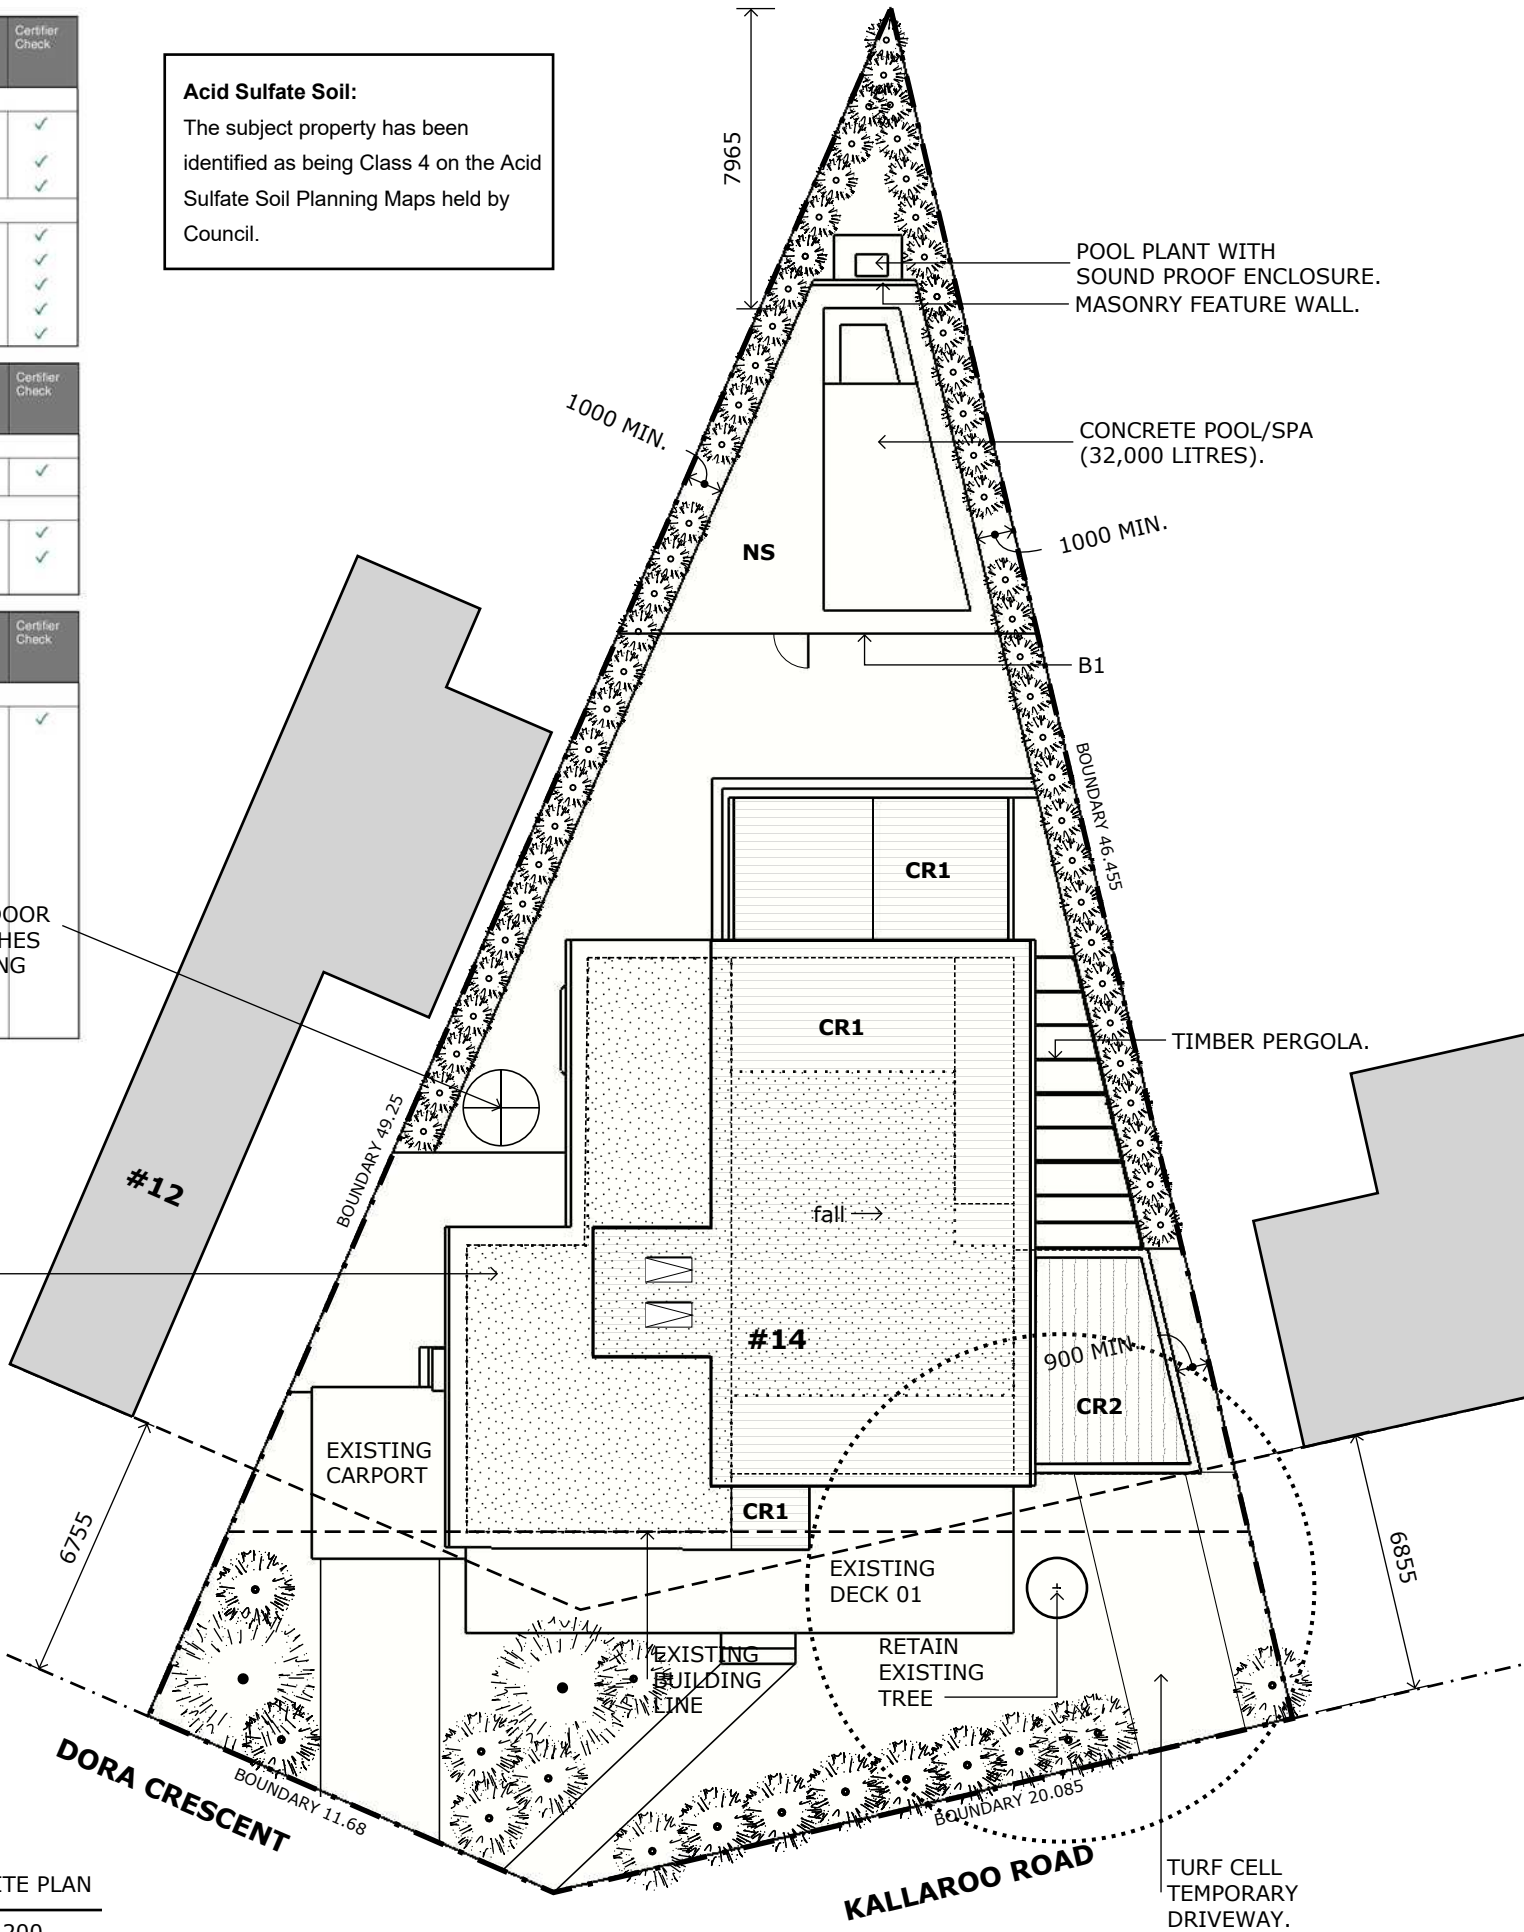 Certifier
Check
Certifier
Check
Certifier
Check
Acid Sulfate Soil:
The subject property has been
identified as being Class 4 on the Acid
Sulfate Soil Planning Maps held by
Council.
7965
POOL PLANT WITH
SOUND PROOF ENCLOSURE.
MASONRY FEATURE WALL.
1000 MIN.
CONCRETE POOL/SPA
(32,000 LITRES).
1000 MIN.
NS
B1
BOUNDARY 46.455
CR1
OOR
HES
NG
CR1
TIMBER PERGOLA.
BOUNDARY 49.25
#12
fall
#14
900 MIN.
CR2
EXISTING
CARPORT
CR1
6755
6855
EXISTING
DECK 01
EXISTING
BUILDING
LINE
RETAIN
EXISTING
TREE
DORA CRESCENT
BOUNDARY 11.68
BOUNDARY 20.085
KALLAROO ROAD
TURF CELL
TEMPORARY
DRIVEWAY.
TE PLAN
200